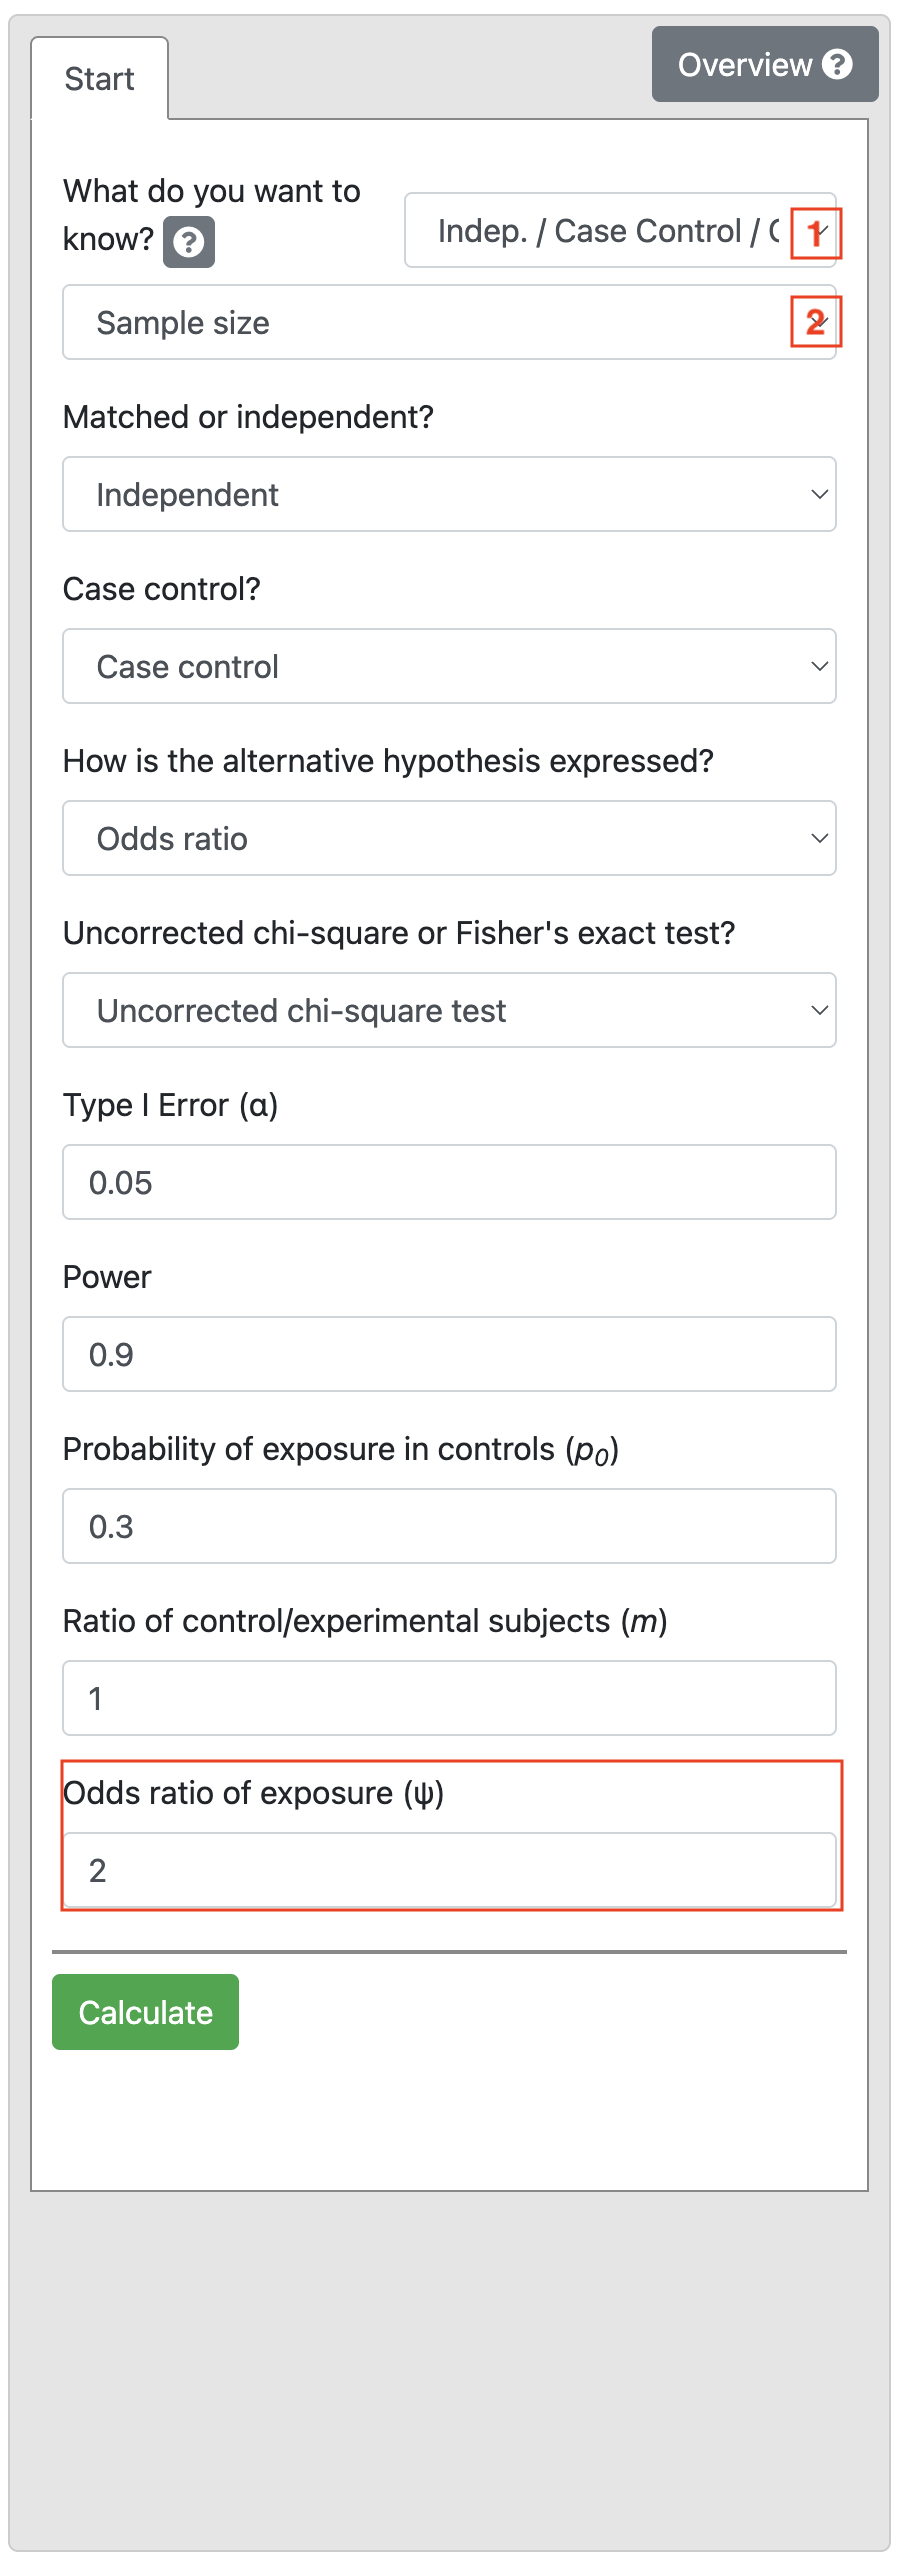 Start
Overview ?
What do you want to
know? ?
Indep. / Case Control / C
1
Sample size
2
Matched or independent?
Independent
Case control?
Case control
How is the alternative hypothesis expressed?
Odds ratio
Uncorrected chi-square or Fisher's exact test?
Uncorrected chi-square test
Type I Error (α)
0.05
Power
0.9
Probability of exposure in controls (p₀)
0.3
Ratio of control/experimental subjects (m)
1
Odds ratio of exposure (ψ)
2
Calculate